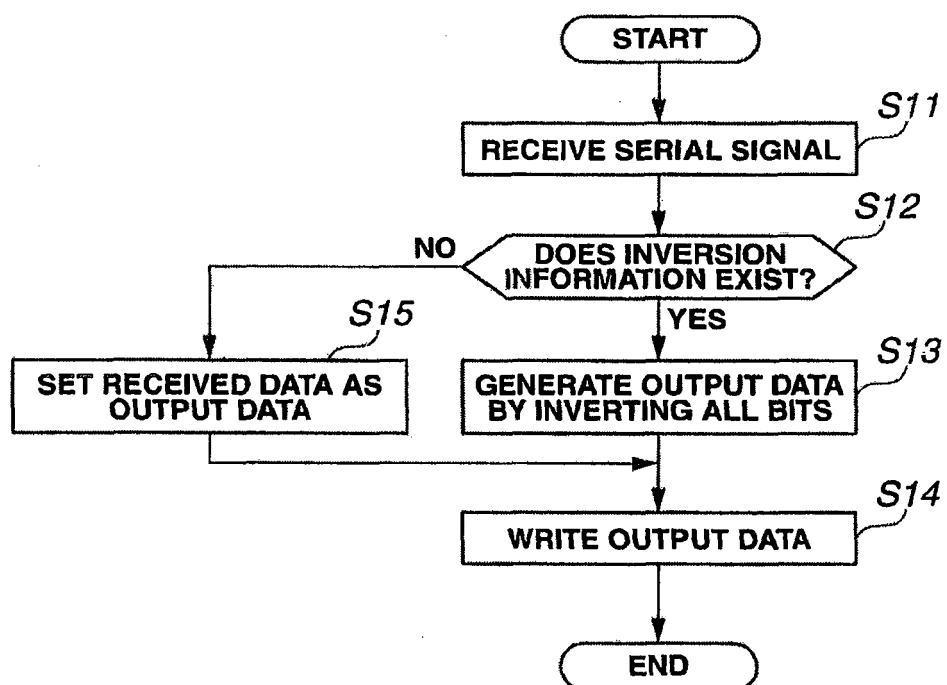 START
S11
RECEIVE SERIAL SIGNAL
S12
DOES INVERSION
INFORMATION EXIST?
NO
YES
S15
SET RECEIVED DATA AS
OUTPUT DATA
S13
GENERATE OUTPUT DATA
BY INVERTING ALL BITS
S14
WRITE OUTPUT DATA
END